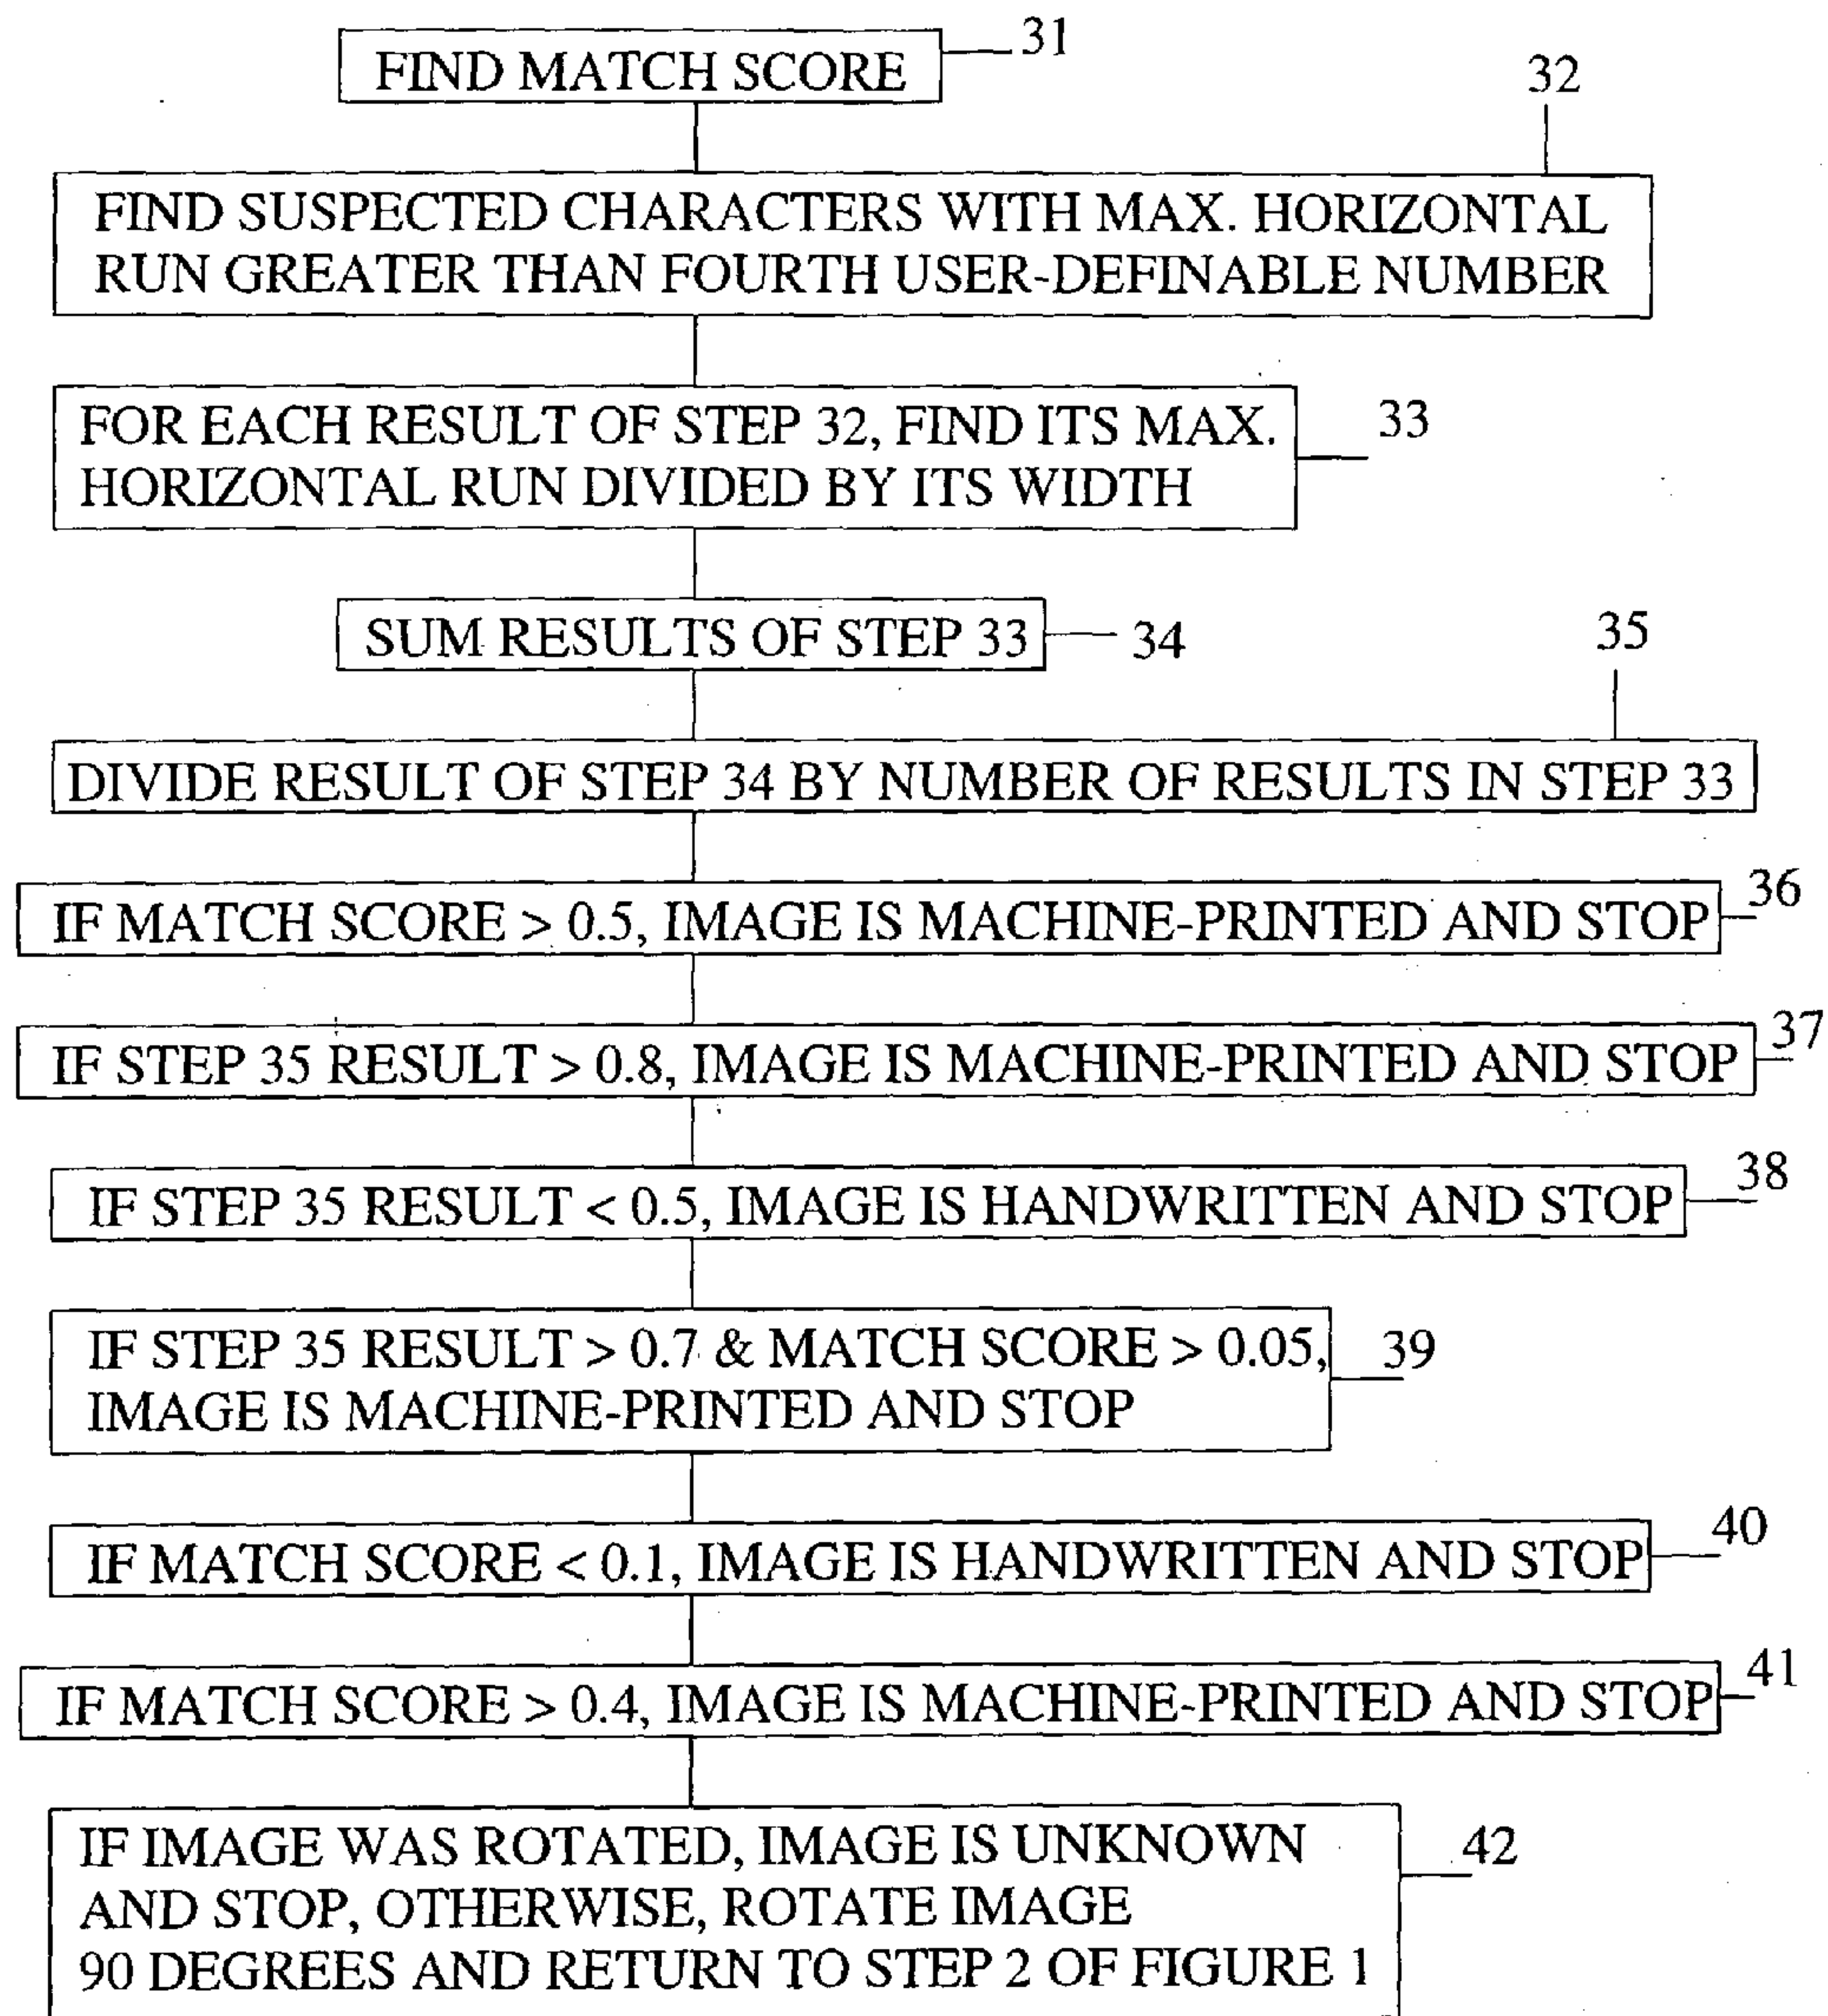 FIND MATCH SCORE
31
32
FIND SUSPECTED CHARACTERS WITH MAX. HORIZONTAL
RUN GREATER THAN FOURTH USER-DEFINABLE NUMBER
FOR EACH RESULT OF STEP 32, FIND ITS MAX.
HORIZONTAL RUN DIVIDED BY ITS WIDTH
33
SUM RESULTS OF STEP 33
34
35
DIVIDE RESULT OF STEP 34 BY NUMBER OF RESULTS IN STEP 33
IF MATCH SCORE > 0.5, IMAGE IS MACHINE-PRINTED AND STOP
36
IF STEP 35 RESULT > 0.8, IMAGE IS MACHINE-PRINTED AND STOP
37
IF STEP 35 RESULT < 0.5, IMAGE IS HANDWRITTEN AND STOP
38
IF STEP 35 RESULT > 0.7 & MATCH SCORE > 0.05,
IMAGE IS MACHINE-PRINTED AND STOP
39
IF MATCH SCORE < 0.1, IMAGE IS HANDWRITTEN AND STOP
40
IF MATCH SCORE > 0.4, IMAGE IS MACHINE-PRINTED AND STOP
41
IF IMAGE WAS ROTATED, IMAGE IS UNKNOWN
AND STOP, OTHERWISE, ROTATE IMAGE
90 DEGREES AND RETURN TO STEP 2 OF FIGURE 1
42